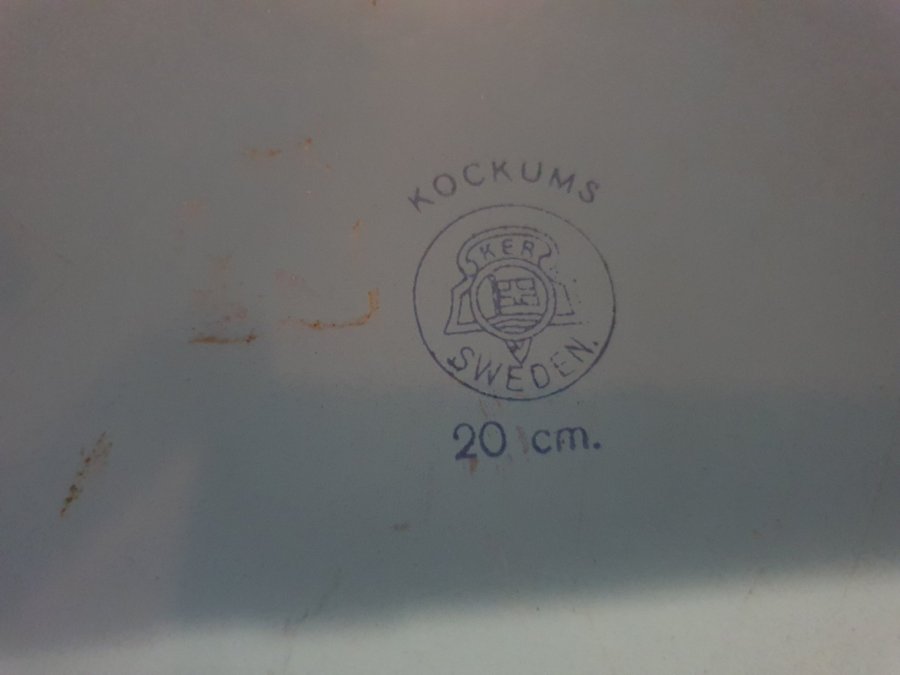 KOCKUMS
KER
SWEDEN.
20 cm.